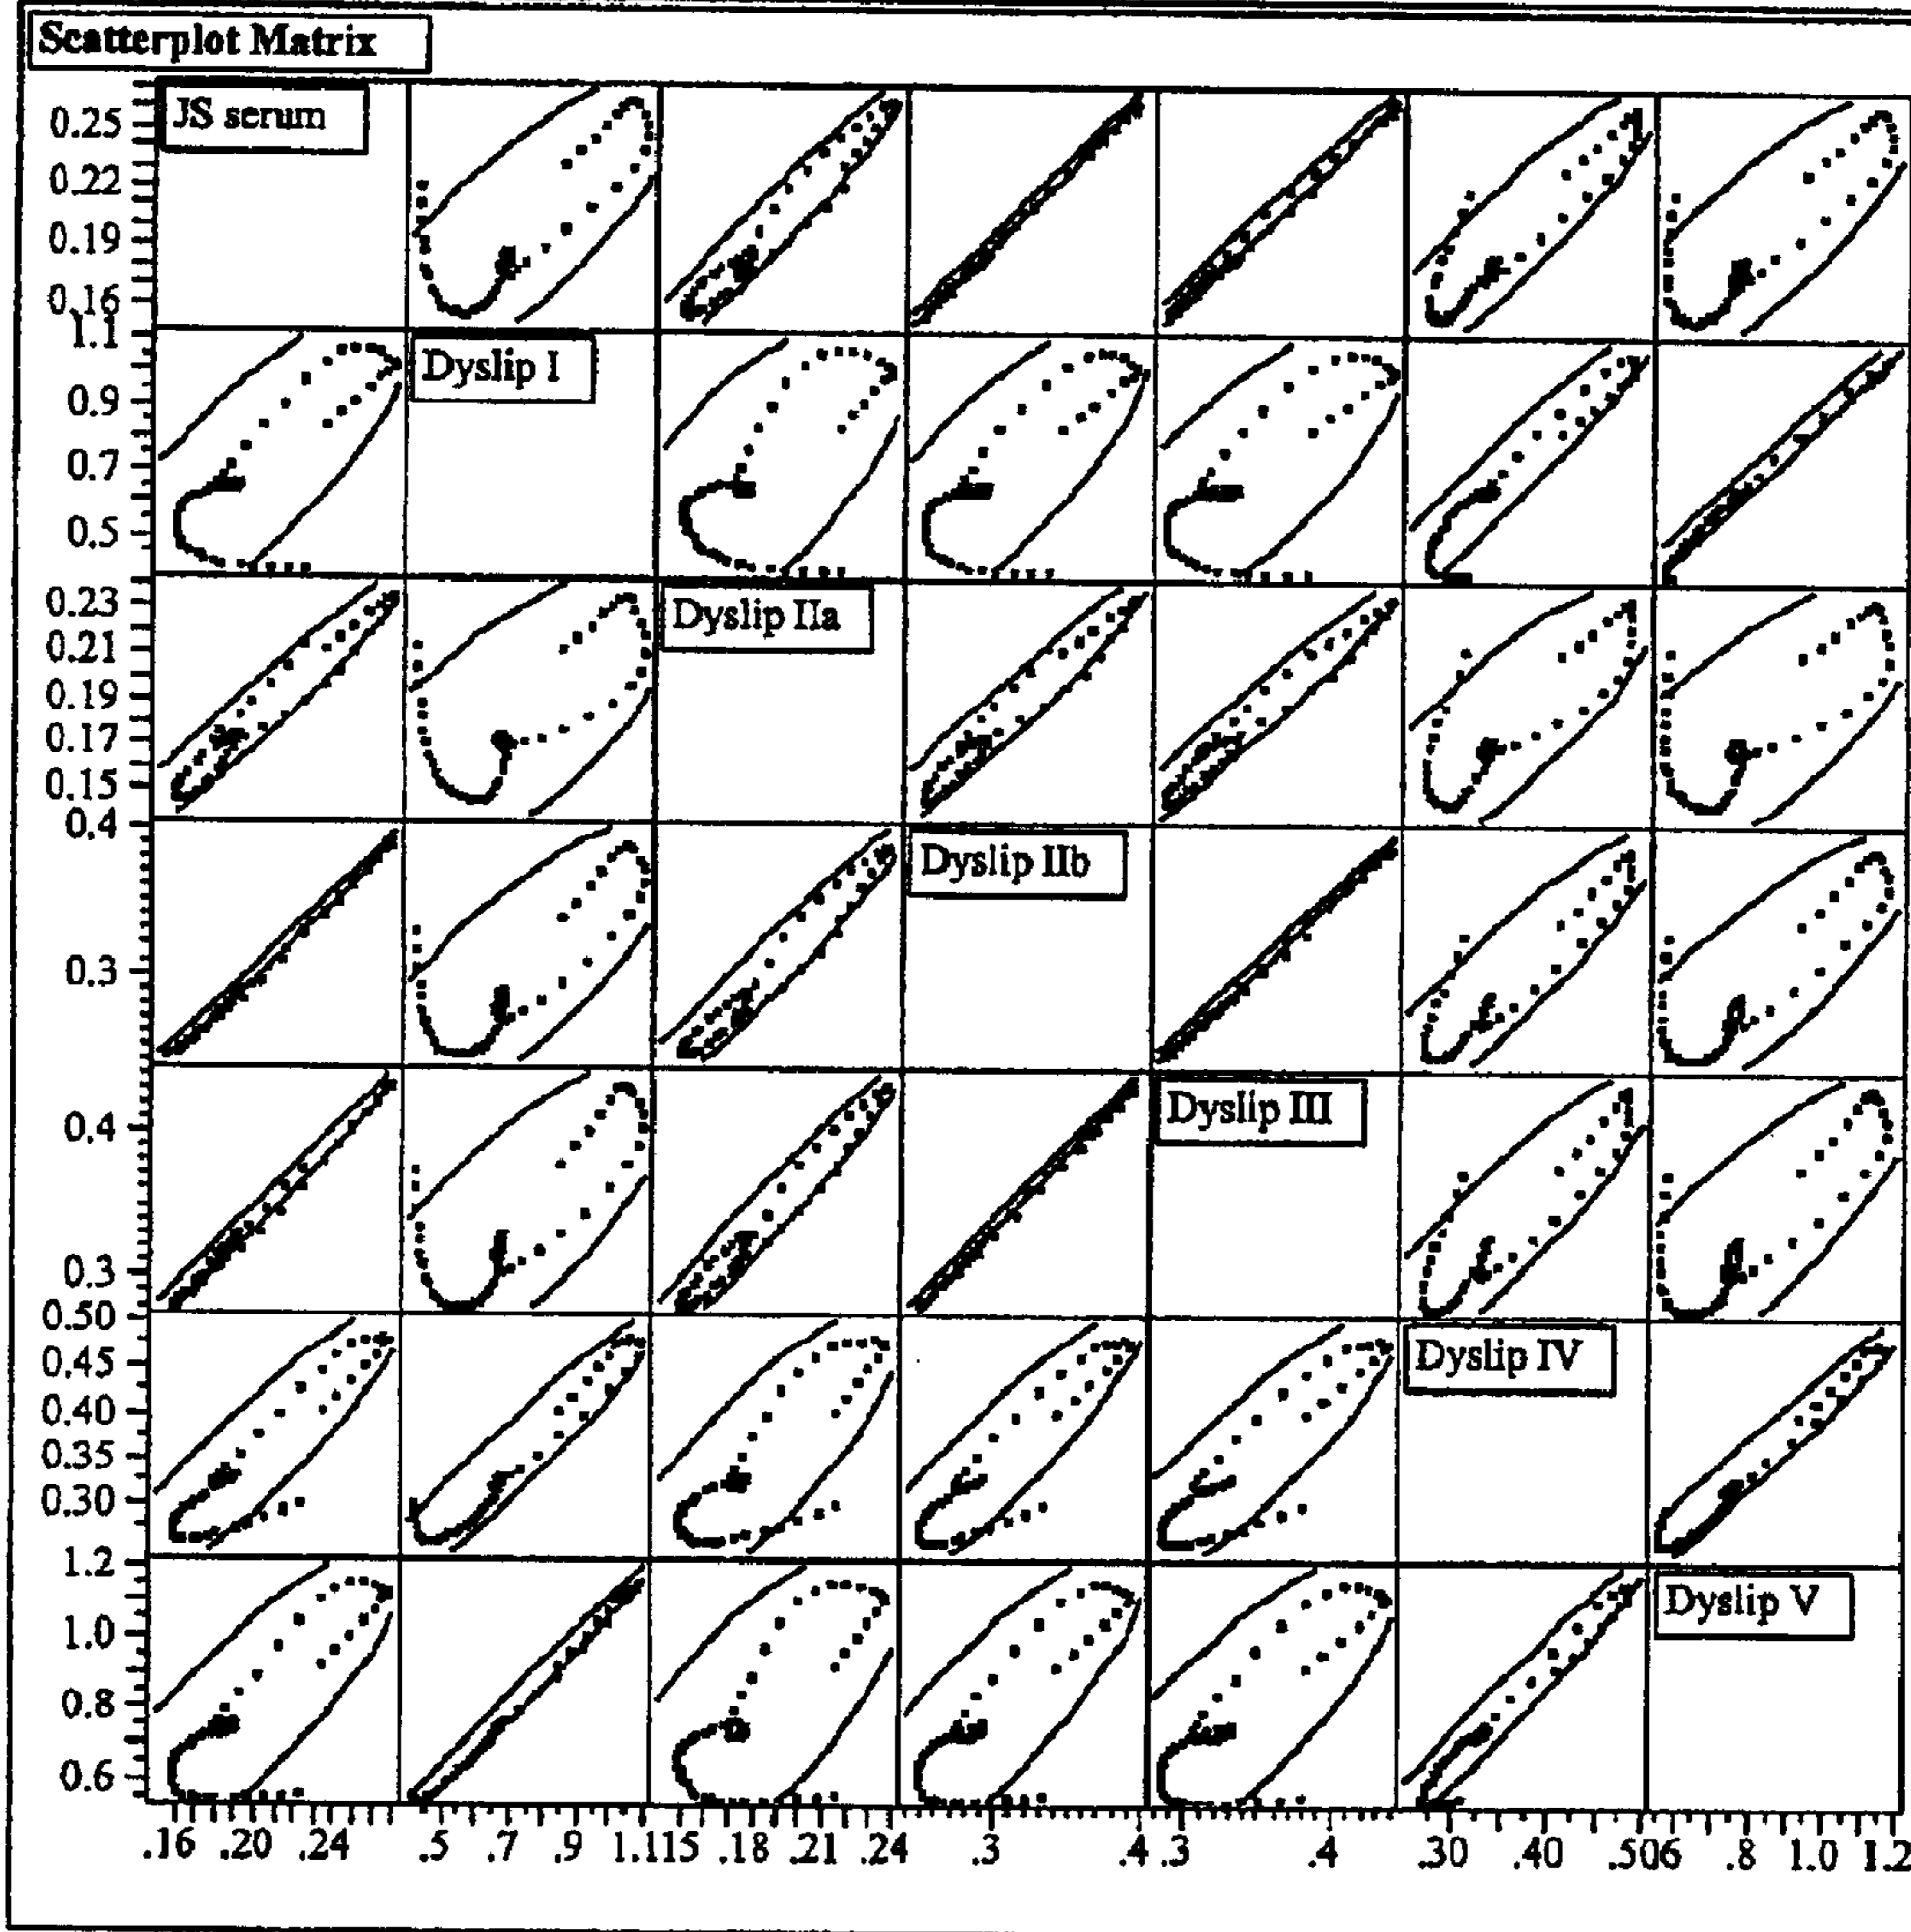 Scatterplot Matrix
JS serum
0.25
0.22
0.19
0.16
1.1
Dyslip I
0.9
0.7
0.5
Dyslip IIa
0.23
0.21
0.19
0.17
0.15
0.4
Dyslip IIb
0.3
Dyslip III
0.4
0.3
0.50
Dyslip IV
0.45
0.40
0.35
0.30
1.2
Dyslip V
1.0
0.8
0.6
.16 .20 .24 .5 .7 .9 1.1 15 .18 .21 .24 .3 .4 .3 .4 .30 .40 .50 6 .8 1.0 1.2